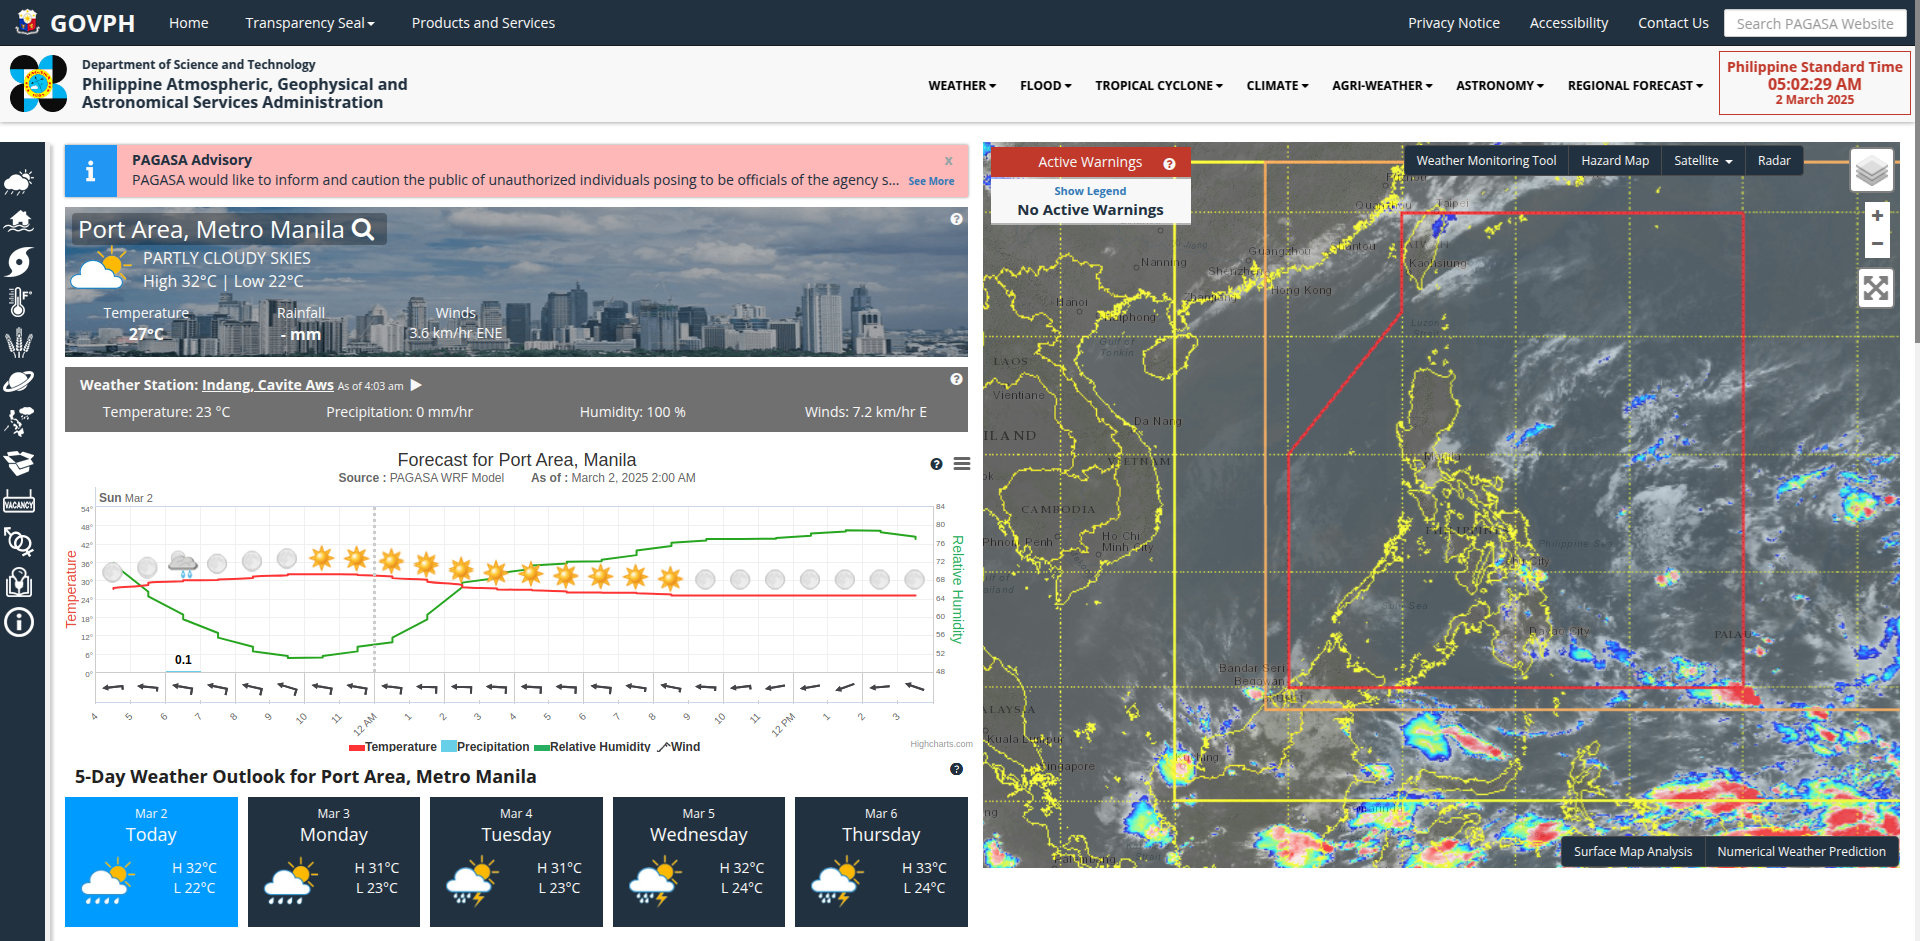 GOVPH
Home
Transparency Seal
Products and Services
Privacy Notice
Accessibility
Contact Us
Search PAGASA Website
Department of Science and Technology
Philippine Atmospheric, Geophysical and
Astronomical Services Administration
WEATHER
FLOOD
TROPICAL CYCLONE
CLIMATE
AGRI-WEATHER
ASTRONOMY
REGIONAL FORECAST
Philippine Standard Time
05:02:29 AM
2 March 2025
PAGASA Advisory
x
PAGASA would like to inform and caution the public of unauthorized individuals posing to be officials of the agency s...
See More
Port Area, Metro Manila
PARTLY CLOUDY SKIES
High 32°C | Low 22°C
Temperature
Rainfall
Winds
27°C
- mm
3.6 km/hr ENE
Weather Station: Indang, Cavite Aws As of 4:03 am
Temperature: 23 °C
Precipitation: 0 mm/hr
Humidity: 100 %
Winds: 7.2 km/hr E
VACANCY
Forecast for Port Area, Manila
Source : PAGASA WRF Model
As of : March 2, 2025 2:00 AM
Sun Mar 2
Temperature
54°
48°
42°
36°
30°
24°
18°
12°
6°
0°
0.1
84
80
76
72
68
64
60
56
52
48
Relative Humidity
4
5
6
7
8
9
10
11
12 AM
1
2
3
4
5
6
7
8
9
10
11
12 PM
1
2
3
Temperature
Precipitation
Relative Humidity
Wind
Highcharts.com
5-Day Weather Outlook for Port Area, Metro Manila
Mar 2
Today
H 32°C
L 22°C
Mar 3
Monday
H 31°C
L 23°C
Mar 4
Tuesday
H 31°C
L 23°C
Mar 5
Wednesday
H 32°C
L 24°C
Mar 6
Thursday
H 33°C
L 24°C
Active Warnings
Show Legend
No Active Warnings
Weather Monitoring Tool
Hazard Map
Satellite
Radar
+
−
Taipei
Guangzhou
Nanning
Shenzhen
Kaohsiung
Hong Kong
Hanoi
Haiphong
Gulf of
Tonkin
Luzon
LAOS
Vientiane
Da Nang
ILAND
VIETNAM
Manila
CAMBODIA
Phnom Penh
Ho Chi
Minh City
Philippine Sea
Davao City
PALAU
Bandar Seri
Begawan
Kuala Lumpur
Singapore
Kuching
Surface Map Analysis
Numerical Weather Prediction